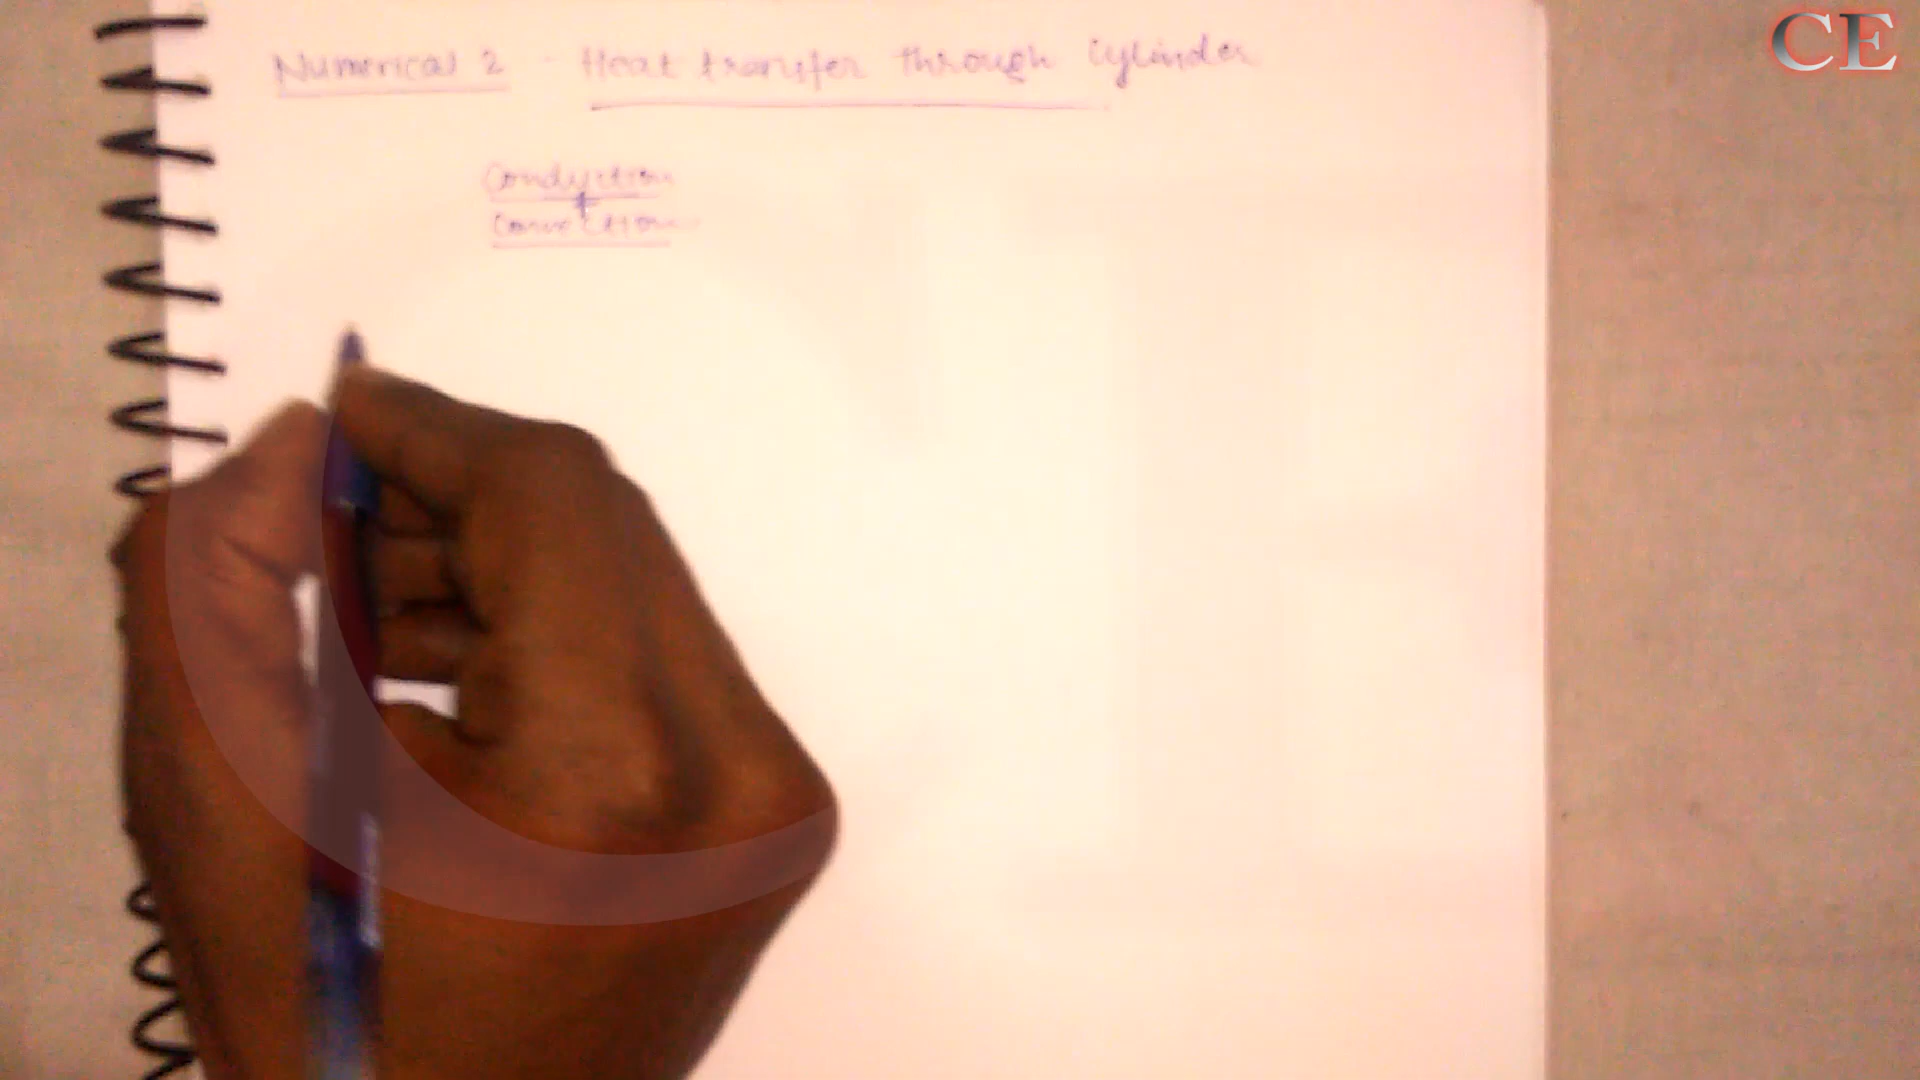 CE
Numerical 2 - Heat transfer through Cylinder
Conduction
+
Convection